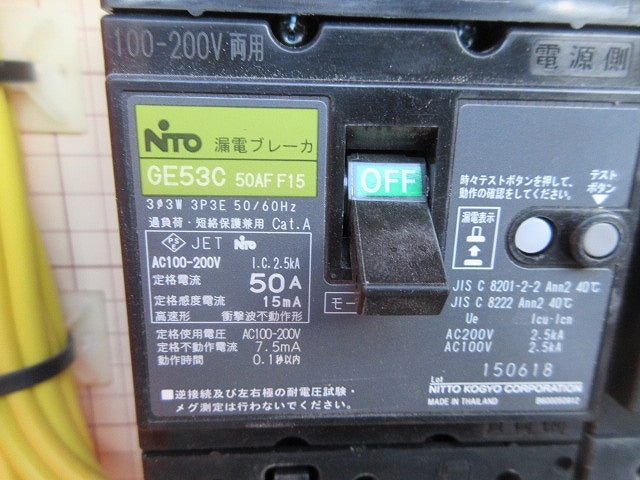 100-200V 両用
電源側
NITO 漏電ブレーカ
GE53C 50AF F15
3φ3W 3P3E 50/60Hz
過負荷・短絡保護兼用 Cat.A
PS E JET NITO
AC100-200V I.C. 2.5kA
定格電流 50A
定格感度電流 15mA
高速形 衝撃波不動作形
定格使用電圧 AC100-200V
定格不動作電流 7.5mA
動作時間 0.1秒以内
■逆接続及び左右極の耐電圧試験・
メグ測定は行わないでください。
OFF
モー
時々テストボタンを押して、
動作の確認をしてください。
テスト
ボタン
漏電表示
JIS C 8201-2-2 Ann2 40℃
JIS C 8222 Ann2 40℃
Ue Icu-Icn
AC200V 2.5kA
AC100V 2.5kA
150618
Lot
NITTO KOGYO CORPORATION
MADE IN THAILAND